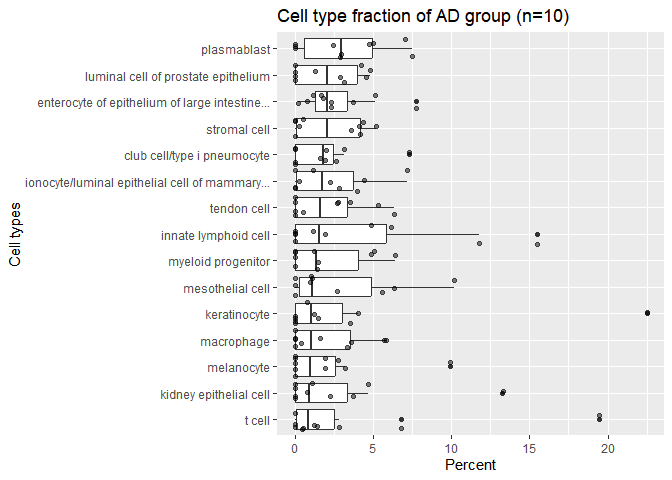 Cell type fraction of AD group (n=10)
plasmablast
luminal cell of prostate epithelium
enterocyte of epithelium of large intestine...
stromal cell
club cell/type i pneumocyte
ionocyte/luminal epithelial cell of mammary...
tendon cell
innate lymphoid cell
myeloid progenitor
mesothelial cell
keratinocyte
macrophage
melanocyte
kidney epithelial cell
t cell
Cell types
0 5 10 15 20
Percent